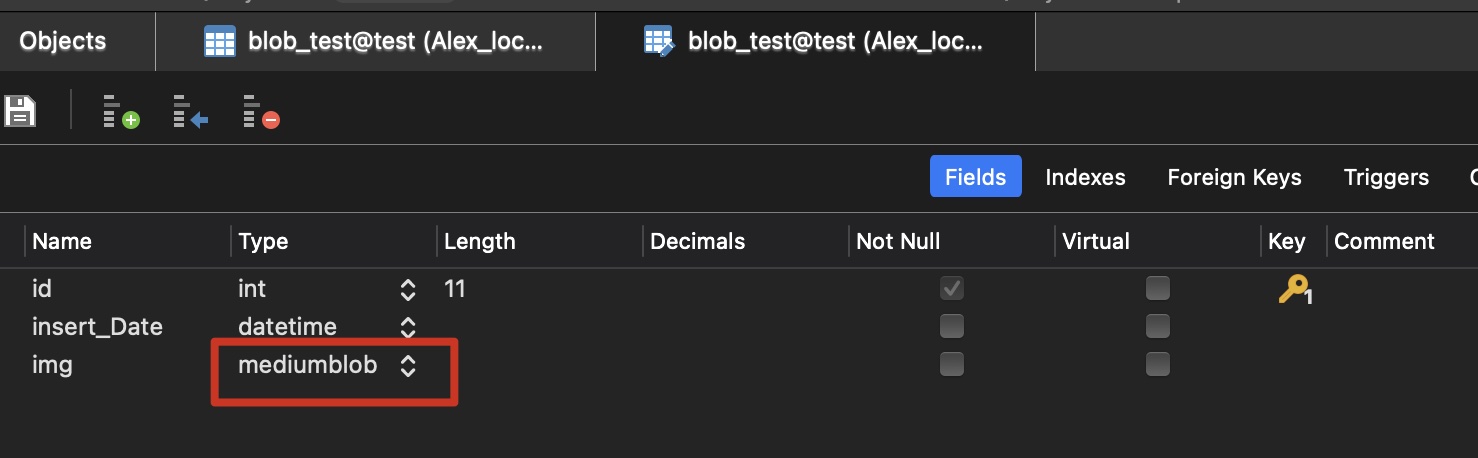 Objects blob_test@test (Alex_loc... blob_test@test (Alex_loc...
Fields Indexes Foreign Keys Triggers
Name Type Length Decimals Not Null Virtual Key Comment
id int 11 1
insert_Date datetime
img mediumblob